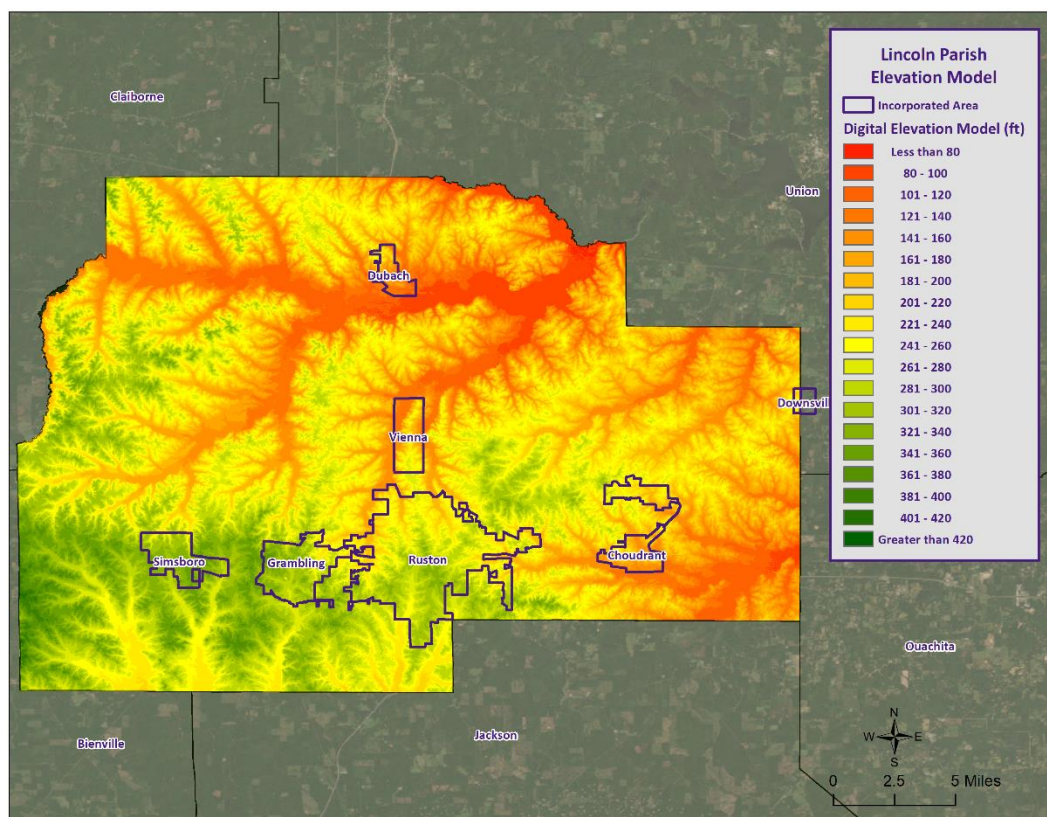 Lincoln Parish
Elevation Model
Incorporated Area
Digital Elevation Model (ft)
Less than 80
80 - 100
101 - 120
121 - 140
141 - 160
161 - 180
181 - 200
201 - 220
221 - 240
241 - 260
261 - 280
281 - 300
301 - 320
321 - 340
341 - 360
361 - 380
381 - 400
401 - 420
Greater than 420
Claiborne
Union
Dubach
Downsvil
Vienna
Simsboro
Grambling
Ruston
Choudrant
Ouachita
Bienville
Jackson
N
W E
S
0 2.5 5 Miles